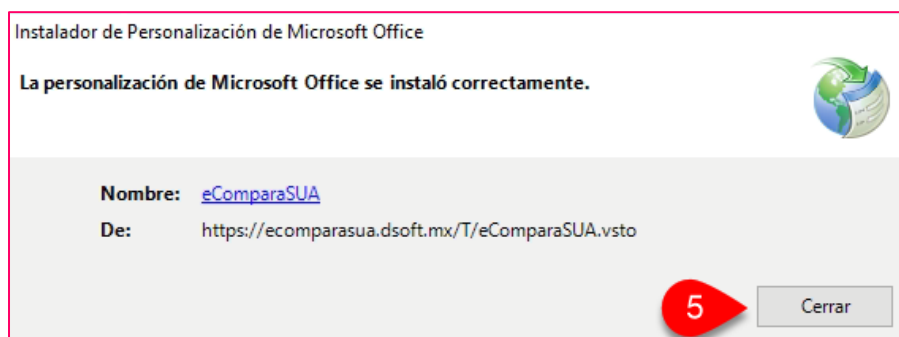 Instalador de Personalización de Microsoft Office
La personalización de Microsoft Office se instaló correctamente.
Nombre: eComparaSUA
De: https://ecomparasua.dsoft.mx/T/eComparaSUA.vsto
5 Cerrar